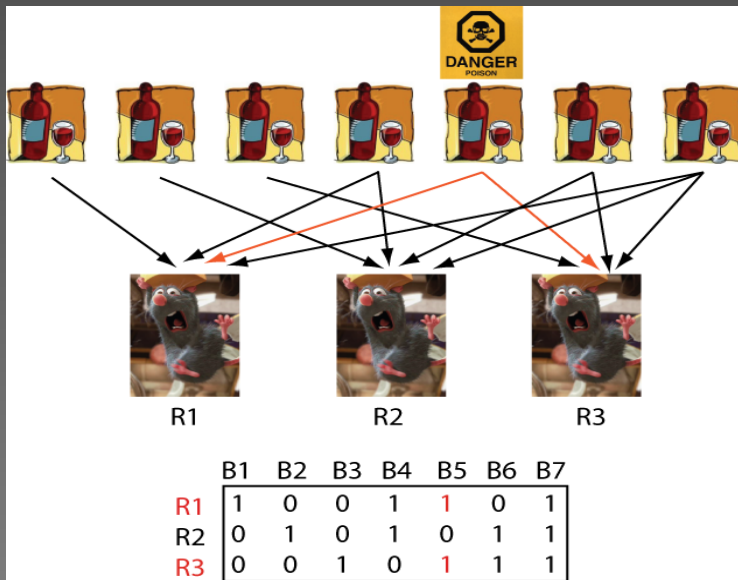 DANGER
POISON
R1 R2 R3
B1 B2 B3 B4 B5 B6 B7
R1 1 0 0 1 1 0 1
R2 0 1 0 1 0 1 1
R3 0 0 1 0 1 1 1